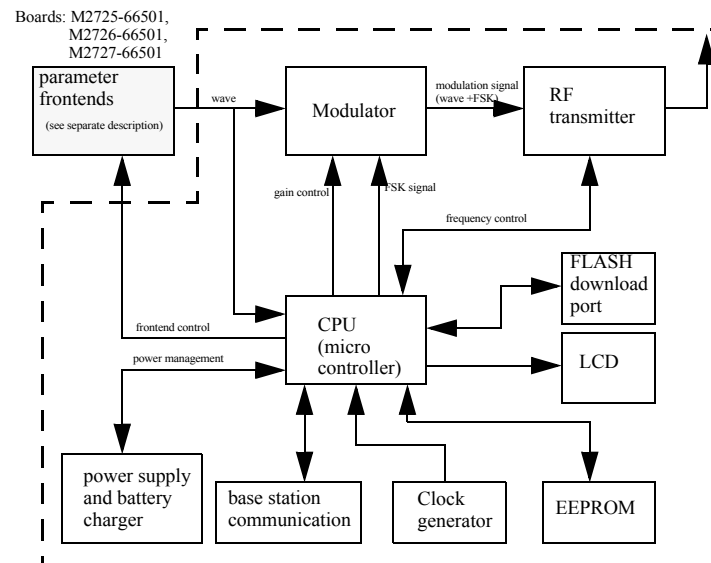 Boards: M2725-66501,
M2726-66501,
M2727-66501
parameter
frontends
(see separate description)
wave
Modulator
modulation signal
(wave +FSK)
RF
transmitter
gain control
FSK signal
frequency control
FLASH
download
port
CPU
(micro
controller)
frontend control
LCD
power management
power supply
and battery
charger
base station
communication
Clock
generator
EEPROM